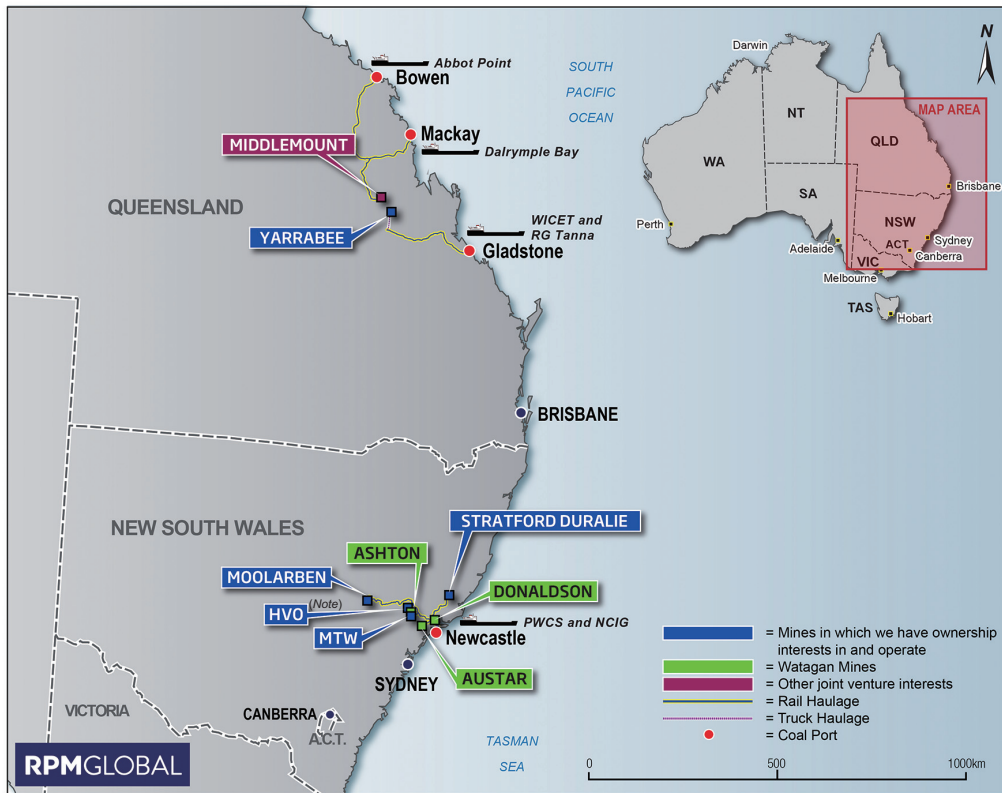 Abbot Point
Bowen
Mackay
Dalrymple Bay
MIDDLEMOUNT
QUEENSLAND
YARRABEE
WICET and
RG Tanna
Gladstone
SOUTH
PACIFIC
OCEAN
BRISBANE
NEW SOUTH WALES
STRATFORD DURALIE
ASHTON
MOOLARBEN
DONALDSON
HVO
(Note)
MTW
PWCS and NCIG
Newcastle
AUSTAR
SYDNEY
VICTORIA
CANBERRA
A.C.T.
TASMAN
SEA
RPMGLOBAL
N
Darwin
MAP AREA
NT
QLD
WA
Brisbane
SA
NSW
Perth
Sydney
ACT
Adelaide
Canberra
VIC
Melbourne
TAS
Hobart
= Mines in which we have ownership
interests in and operate
= Watagan Mines
= Other joint venture interests
= Rail Haulage
= Truck Haulage
= Coal Port
0 500 1000km